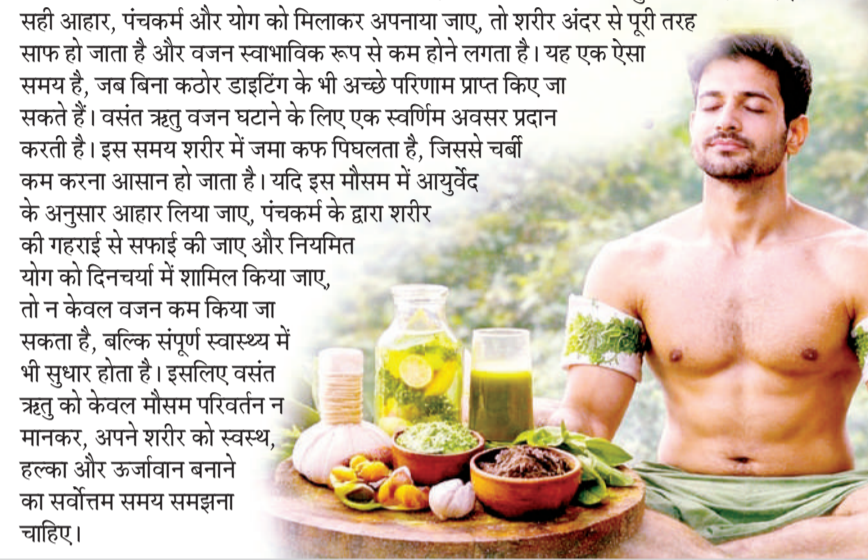 सही आहार, पंचकर्म और योग को मिलाकर अपनाया जाए, तो शरीर अंदर से पूरी तरह
साफ हो जाता है और वजन स्वाभाविक रूप से कम होने लगता है। यह एक ऐसा
समय है, जब बिना कठोर डाइटिंग के भी अच्छे परिणाम प्राप्त किए जा
सकते हैं। वसंत ऋतु वजन घटाने के लिए एक स्वर्णिम अवसर प्रदान
करती है। इस समय शरीर में जमा कफ पिघलता है, जिससे चर्बी
कम करना आसान हो जाता है। यदि इस मौसम में आयुर्वेद
के अनुसार आहार लिया जाए, पंचकर्म के द्वारा शरीर
की गहराई से सफाई की जाए और नियमित
योग को दिनचर्या में शामिल किया जाए,
तो न केवल वजन कम किया जा
सकता है, बल्कि संपूर्ण स्वास्थ्य में
भी सुधार होता है। इसलिए वसंत
ऋतु को केवल मौसम परिवर्तन न
मानकर, अपने शरीर को स्वस्थ,
हल्का और ऊर्जावान बनाने
का सर्वोत्तम समय समझना
चाहिए।